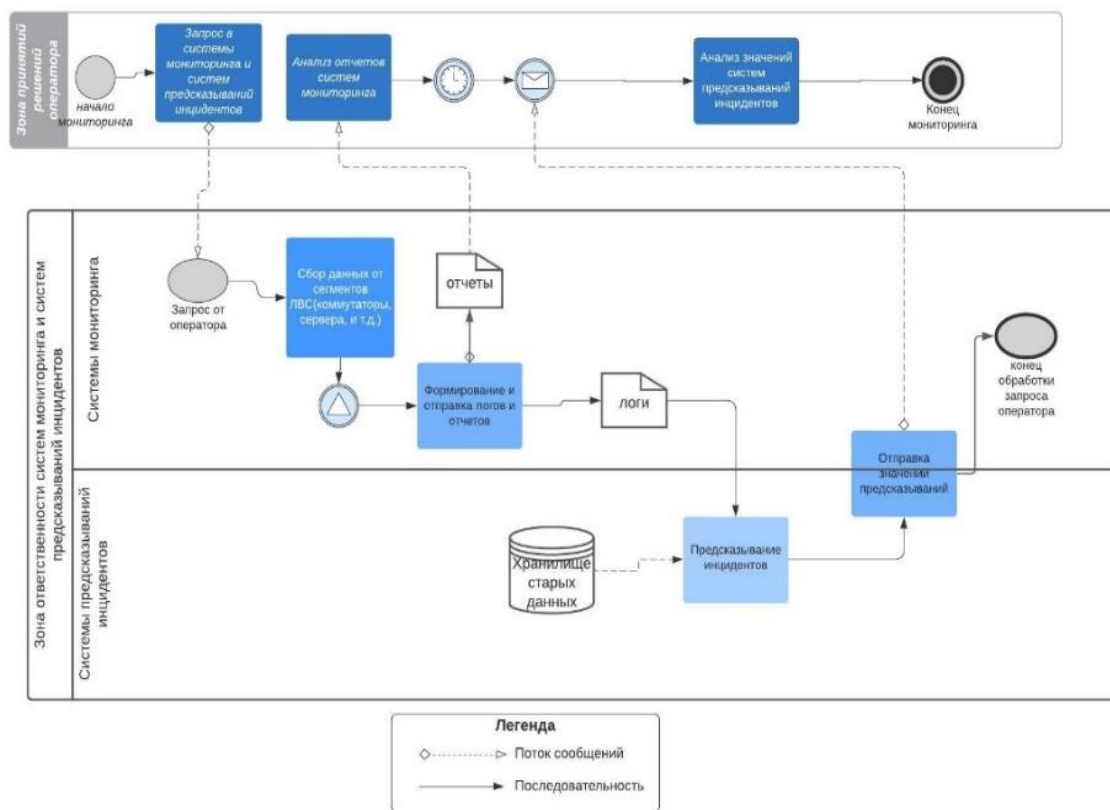 Зона принятий
решений
оператора
начало
мониторинга
Запрос в
системы
мониторинга и
систем
предсказываний
инцидентов
Анализ отчетов
систем
мониторинга
Анализ значений
систем
предсказываний
инцидентов
Конец
мониторинга
Зона ответственности систем мониторинга и систем
предсказываний инцидентов
Системы мониторинга
Запрос от
оператора
Сбор данных от
сегментов
ЛВС(коммутаторы,
сервера, и т.д.)
отчеты
Формирование и
отправка логов и
отчетов
логи
конец
обработки
запроса
оператора
Отправка
значений
предсказываний
Системы предсказываний
инцидентов
Хранилище
старых
данных
Предсказывание
инцидентов
Легенда
Поток сообщений
Последовательность